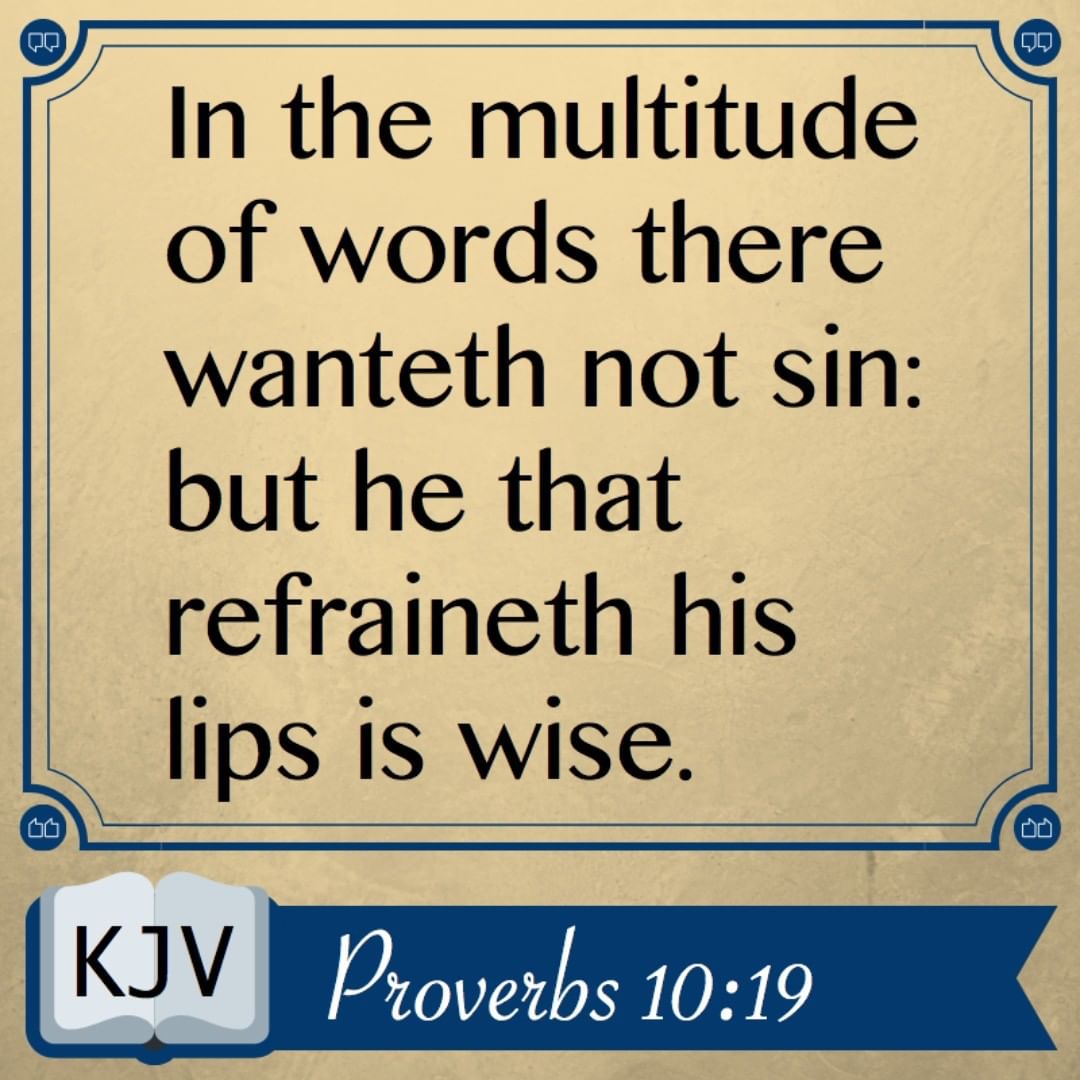 In the multitude
of words there
wanteth not sin:
but he that
refraineth his
lips is wise.
KJV
Proverbs 10:19